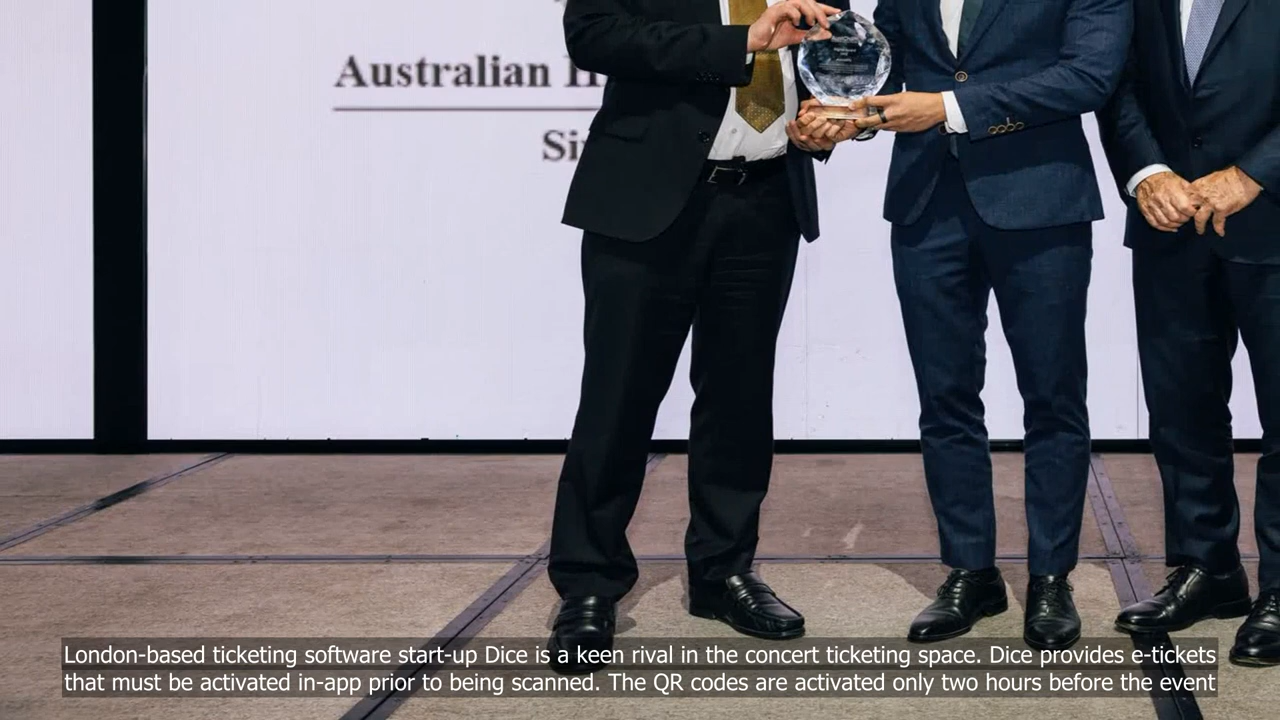 Australian
London-based ticketing software start-up Dice is a keen rival in the concert ticketing space. Dice provides e-tickets
that must be activated in-app prior to being scanned. The QR codes are activated only two hours before the event